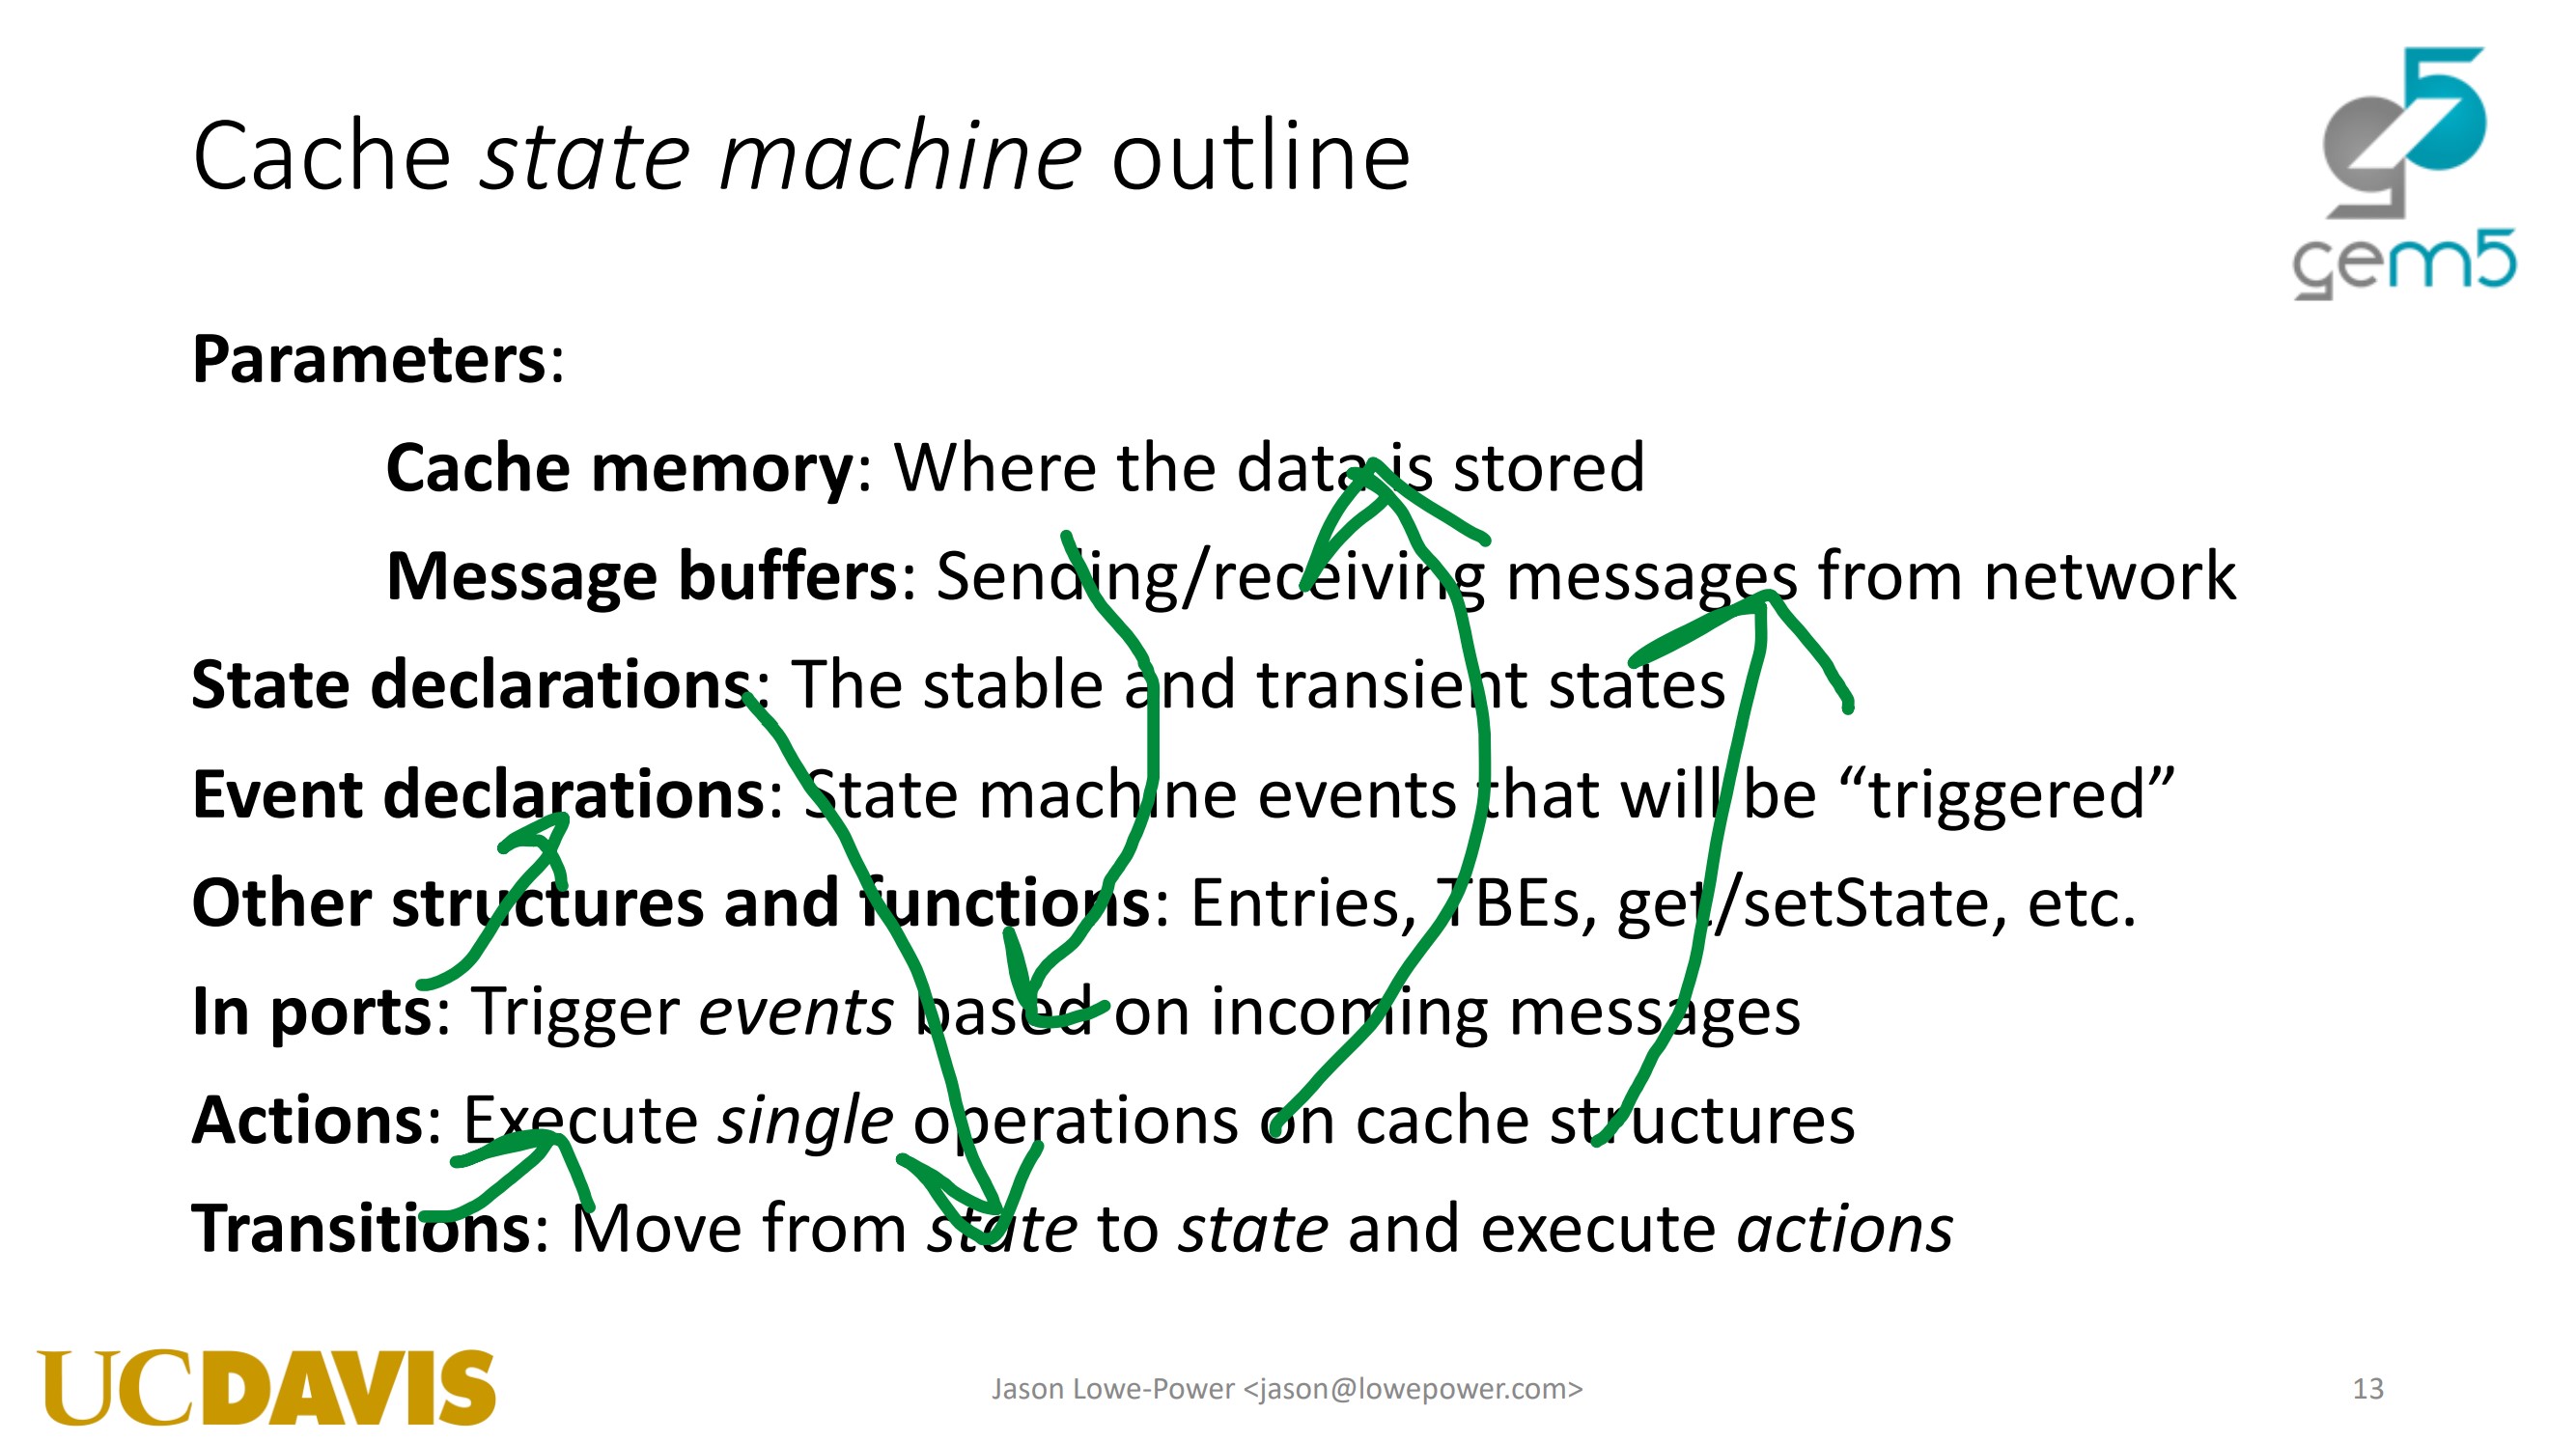 Cache state machine outline
gem5
Parameters:
Cache memory: Where the data is stored
Message buffers: Sending/receiving messages from network
State declarations: The stable and transient states
Event declarations: State machine events that will be “triggered”
Other structures and functions: Entries, TBEs, get/setState, etc.
In ports: Trigger events based on incoming messages
Actions: Execute single operations on cache structures
Transitions: Move from state to state and execute actions
UCDAVIS
Jason Lowe-Power <jason@lowepower.com>
13